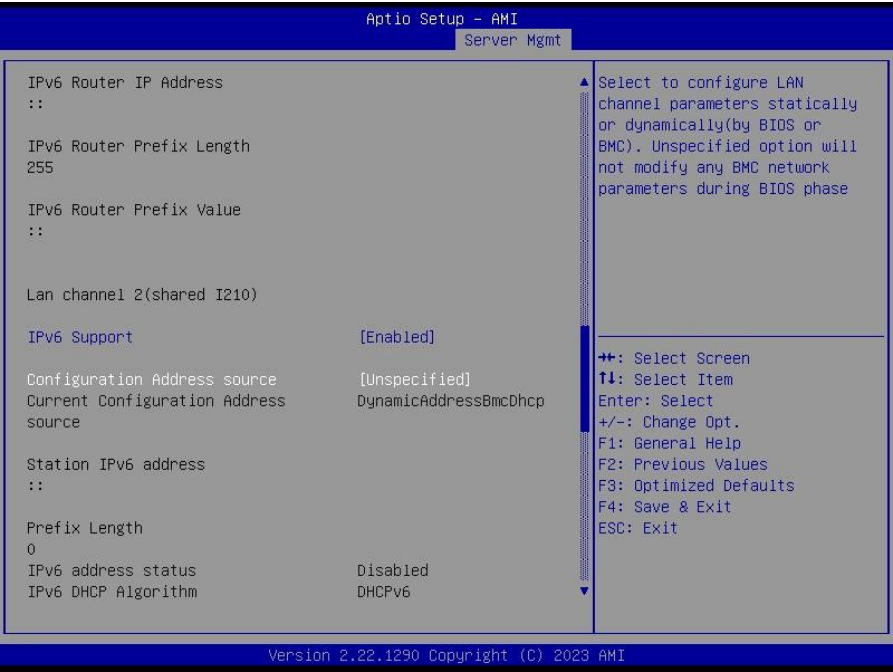 Aptio Setup – AMI
Server Mgmt
IPv6 Router IP Address
::
IPv6 Router Prefix Length
255
IPv6 Router Prefix Value
::
Lan channel 2(shared I210)
IPv6 Support [Enabled]
Configuration Address source [Unspecified]
Current Configuration Address DynamicAddressBmcDhcp
source
Station IPv6 address
::
Prefix Length
0
IPv6 address status Disabled
IPv6 DHCP Algorithm DHCPv6
Select to configure LAN
channel parameters statically
or dynamically(by BIOS or
BMC). Unspecified option will
not modify any BMC network
parameters during BIOS phase
→←: Select Screen
↑↓: Select Item
Enter: Select
+/-: Change Opt.
F1: General Help
F2: Previous Values
F3: Optimized Defaults
F4: Save & Exit
ESC: Exit
Version 2.22.1290 Copyright (C) 2023 AMI